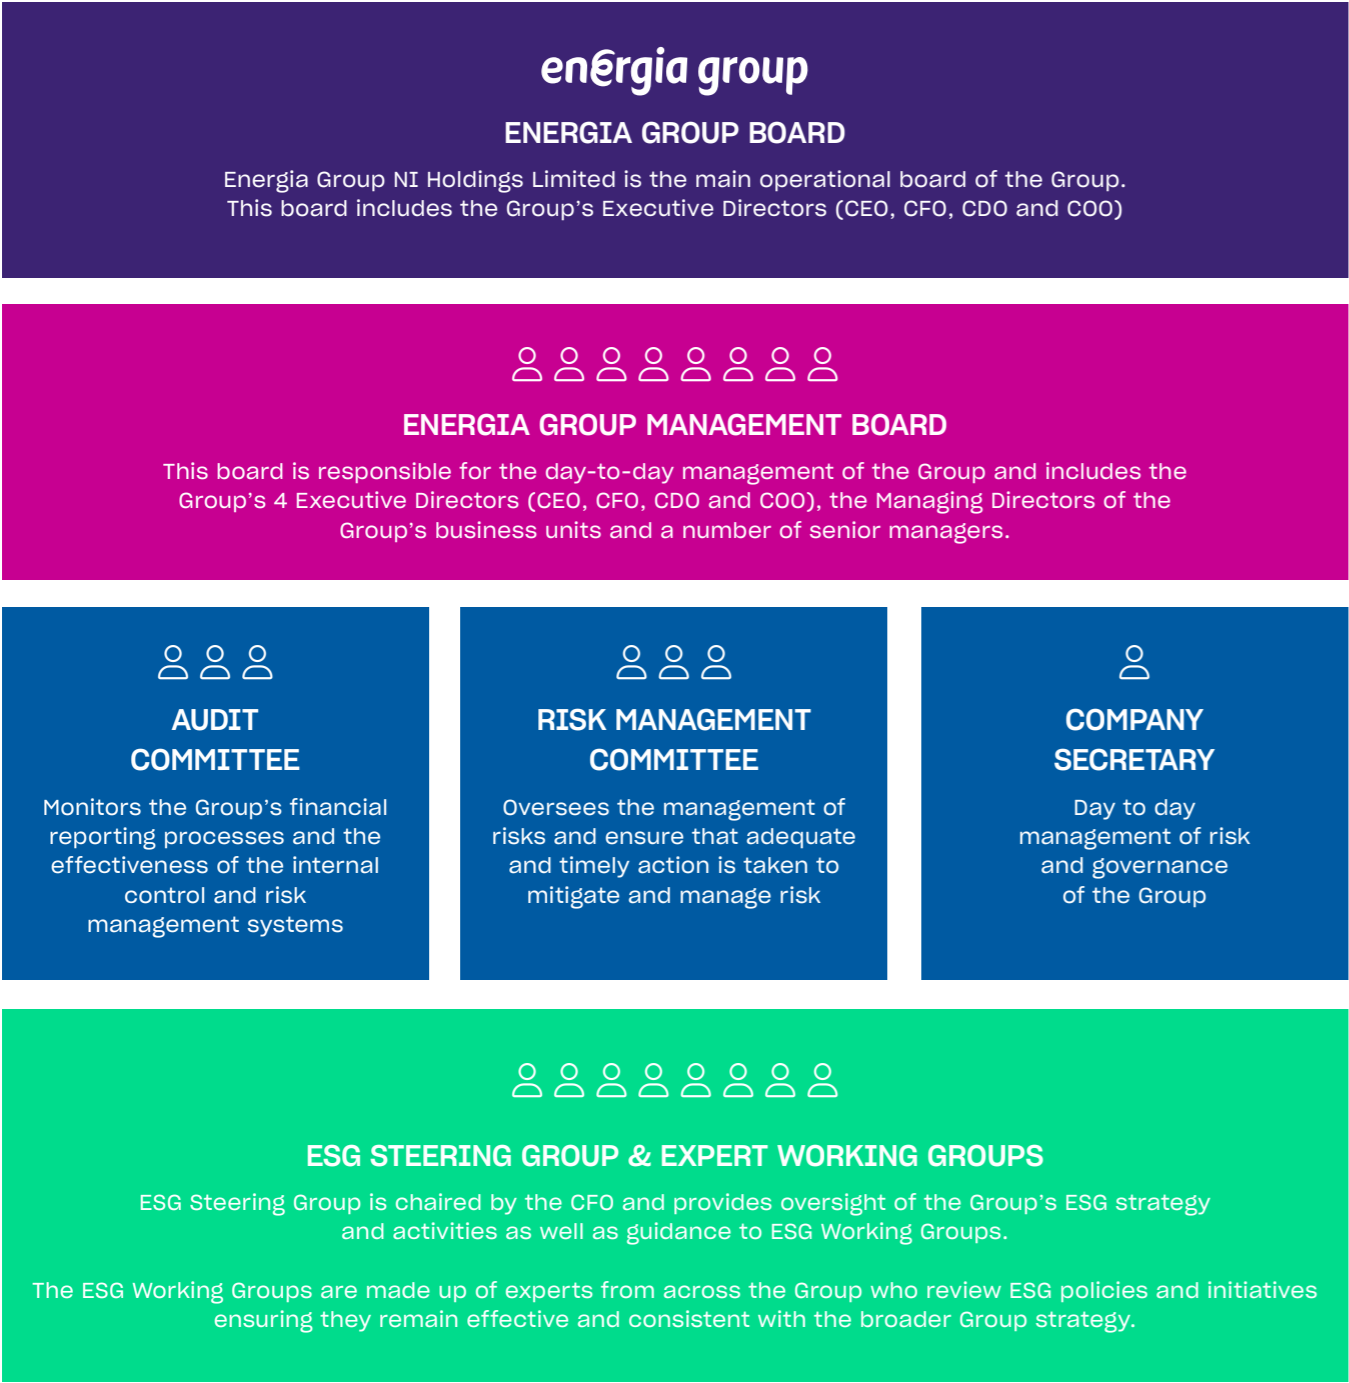 energia group
ENERGIA GROUP BOARD
Energia Group NI Holdings Limited is the main operational board of the Group.
This board includes the Group's Executive Directors (CEO, CFO, CDO and COO)
ENERGIA GROUP MANAGEMENT BOARD
This board is responsible for the day-to-day management of the Group and includes the
Group's 4 Executive Directors (CEO, CFO, CDO and COO), the Managing Directors of the
Group's business units and a number of senior managers.
AUDIT
COMMITTEE
Monitors the Group's financial
reporting processes and the
effectiveness of the internal
control and risk
management systems
RISK MANAGEMENT
COMMITTEE
Oversees the management of
risks and ensure that adequate
and timely action is taken to
mitigate and manage risk
COMPANY
SECRETARY
Day to day
management of risk
and governance
of the Group
ESG STEERING GROUP & EXPERT WORKING GROUPS
ESG Steering Group is chaired by the CFO and provides oversight of the Group's ESG strategy
and activities as well as guidance to ESG Working Groups.
The ESG Working Groups are made up of experts from across the Group who review ESG policies and initiatives
ensuring they remain effective and consistent with the broader Group strategy.